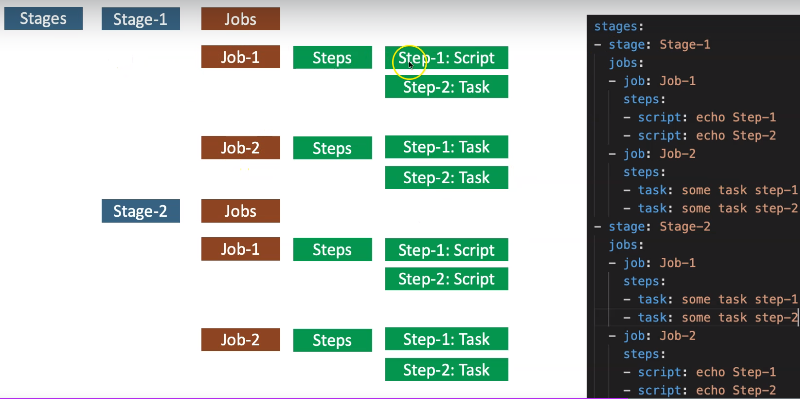 Stages Stage-1 Jobs
Job-1 Steps Step-1: Script
Step-2: Task
Job-2 Steps Step-1: Task
Step-2: Task
Stage-2 Jobs
Job-1 Steps Step-1: Script
Step-2: Script
Job-2 Steps Step-1: Task
Step-2: Task
stages:
- stage: Stage-1
jobs:
- job: Job-1
steps:
- script: echo Step-1
- script: echo Step-2
- job: Job-2
steps:
- task: some task step-1
- task: some task step-2
- stage: Stage-2
jobs:
- job: Job-1
steps:
- task: some task step-1
- task: some task step-2
- job: Job-2
steps:
- script: echo Step-1
- script: echo Step-2